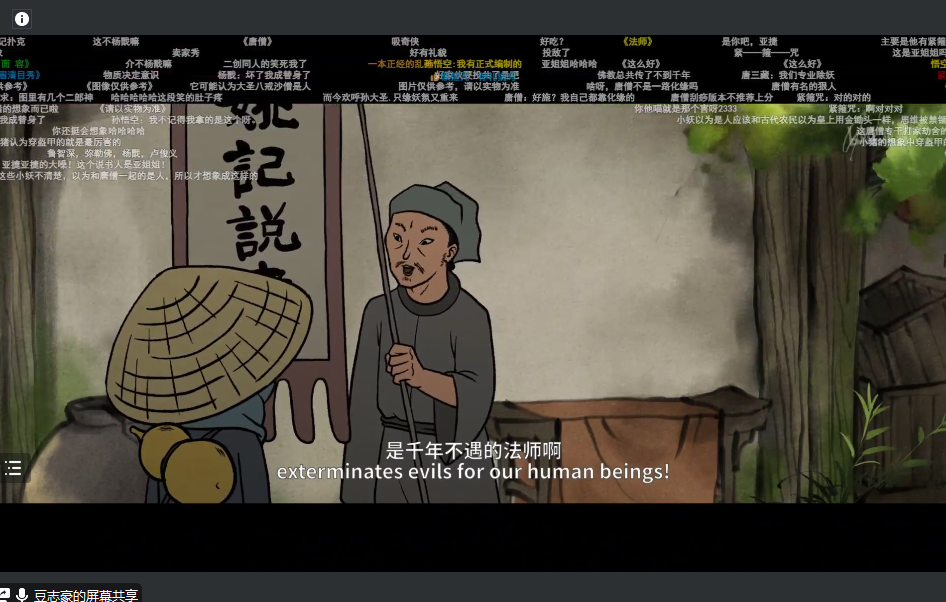 记扑克 这不杨戬嘛 《唐僧》 吸奇侠 好吃? 《法师》 是你吧，亚捷 主要是他有紧箍
卖家秀 好有礼貌 投敌了 紧——箍——咒 这是亚姐姐
介不杨戬嘛 二创同人的笑死我了 孙悟空:我有正式编制的 亚姐姐哈哈哈 《这么好》 《这么好》
物质决定意识 杨戬：坏了我成替身了 佛教总共传了不到千年 唐三藏：我们专业除妖
供参考》 《图像仅供参考》 它可能认为大圣八戒沙僧是人 图片仅供参考，请以实物为准 啥呀，唐僧不是一路化缘吗 唐僧有名的狠人
求：图里有几个二郎神 哈哈哈哈哈这段笑的肚子疼 而今欢呼孙大圣,只缘妖氛又重来 唐僧：好施？我自己都靠化缘的 唐僧刮痧版本不推荐上分 紧箍咒：对的对的
的想象而已啦 《请以实物为准》 你他喵就是那个害呀2333 紧箍咒：啊对对对
我成替身了 孙悟空：我不记得我拿的是这个呀 小妖以为是人应该和古代农民以为皇上用金锄头一样，思维被禁锢
你还挺会想象哈哈哈哈 这唐僧专干打家劫舍的
猪认为穿盔甲的就是最厉害的 小猪的想象中穿盔甲
鲁智深，弥勒佛，杨戬，卢俊义
亚捷亚捷的大嗓！这个说书人是亚姐姐！
这些小妖不清楚，以为和唐僧一起的是人，所以才想象成这样的
姚記説
是千年不遇的法师啊
exterminates evils for our human beings!
豆志豪的屏幕共享